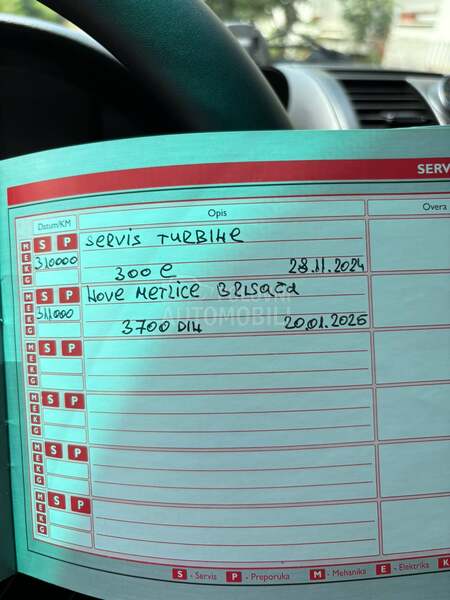 SERV
Datum/KM Opis Overa
M E K G S P 310000 servis TURBINE
300 e 28.11.2024
M E K G S P 311000 NOVE METLICE BRISAČA
3700 DIN 20.01.2025
M E K G S P
M E K G S P
M E K G S P
M E K G S P
S - Servis P - Preporuka M - Mehanika E - Elektrika K
AUTOMOBILI